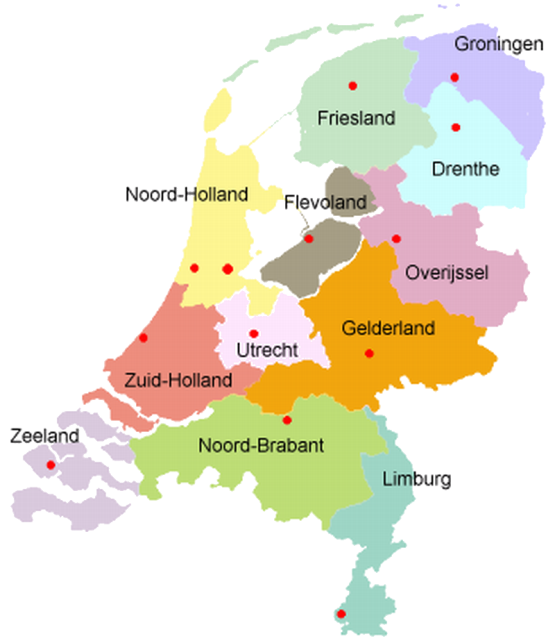 Groningen
Friesland
Drenthe
Noord-Holland
Flevoland
Overijssel
Gelderland
Utrecht
Zuid-Holland
Zeeland
Noord-Brabant
Limburg